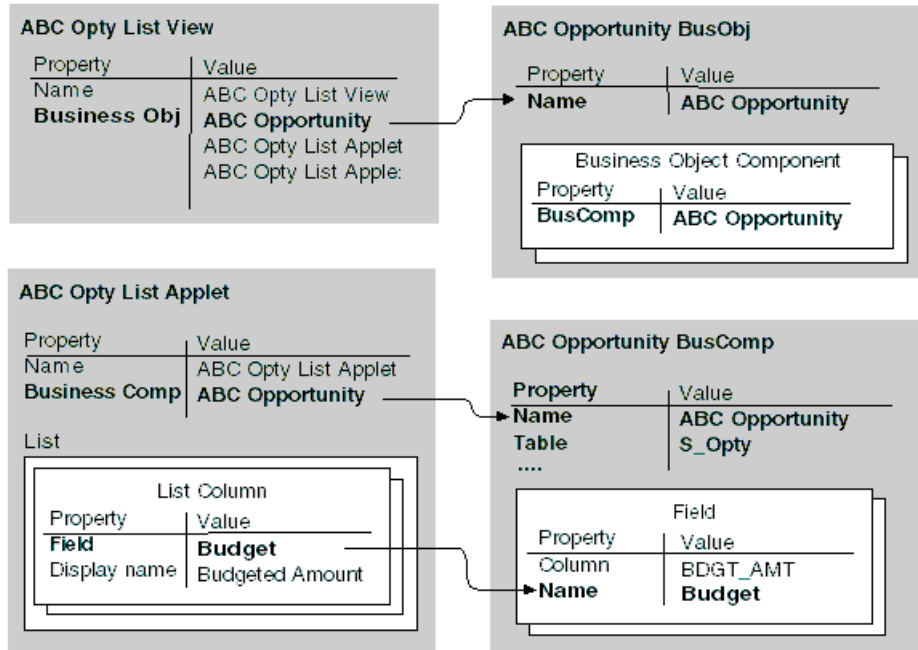 ABC Opty List View
Property Value
Name ABC Opty List View
Business Obj ABC Opportunity
ABC Opty List Applet
ABC Opty List Apple:
ABC Opportunity BusObj
Property Value
Name ABC Opportunity
Business Object Component
Property Value
BusComp ABC Opportunity
ABC Opty List Applet
Property Value
Name ABC Opty List Applet
Business Comp ABC Opportunity
List
List Column
Property Value
Field Budget
Display name Budgeted Amount
ABC Opportunity BusComp
Property Value
Name ABC Opportunity
Table S_Opty
....
Field
Property Value
Column BDGT_AMT
Name Budget